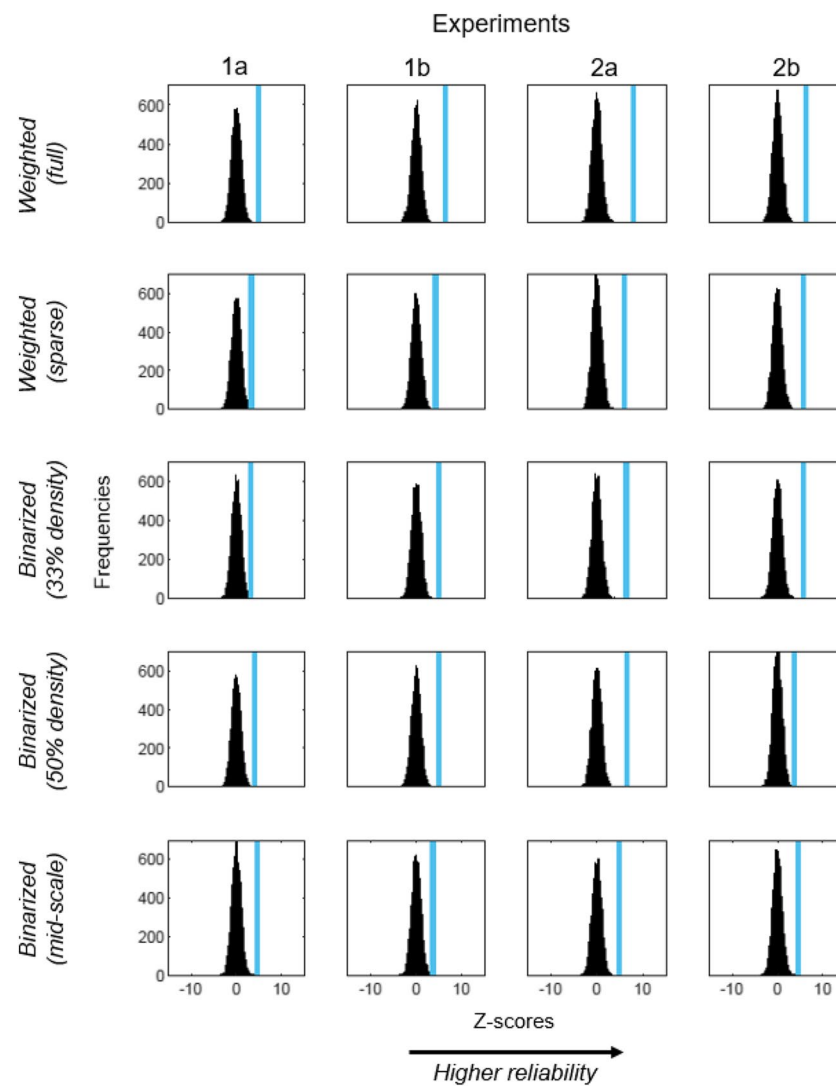 Experiments
1a 1b 2a 2b
Weighted
(full)
600
400
200
0
Weighted
(sparse)
600
400
200
0
Binarized
(33% density)
600
400
200
0
Frequencies
Binarized
(50% density)
600
400
200
0
Binarized
(mid-scale)
600
400
200
0
-10 0 10 -10 0 10 -10 0 10 -10 0 10
Z-scores
Higher reliability